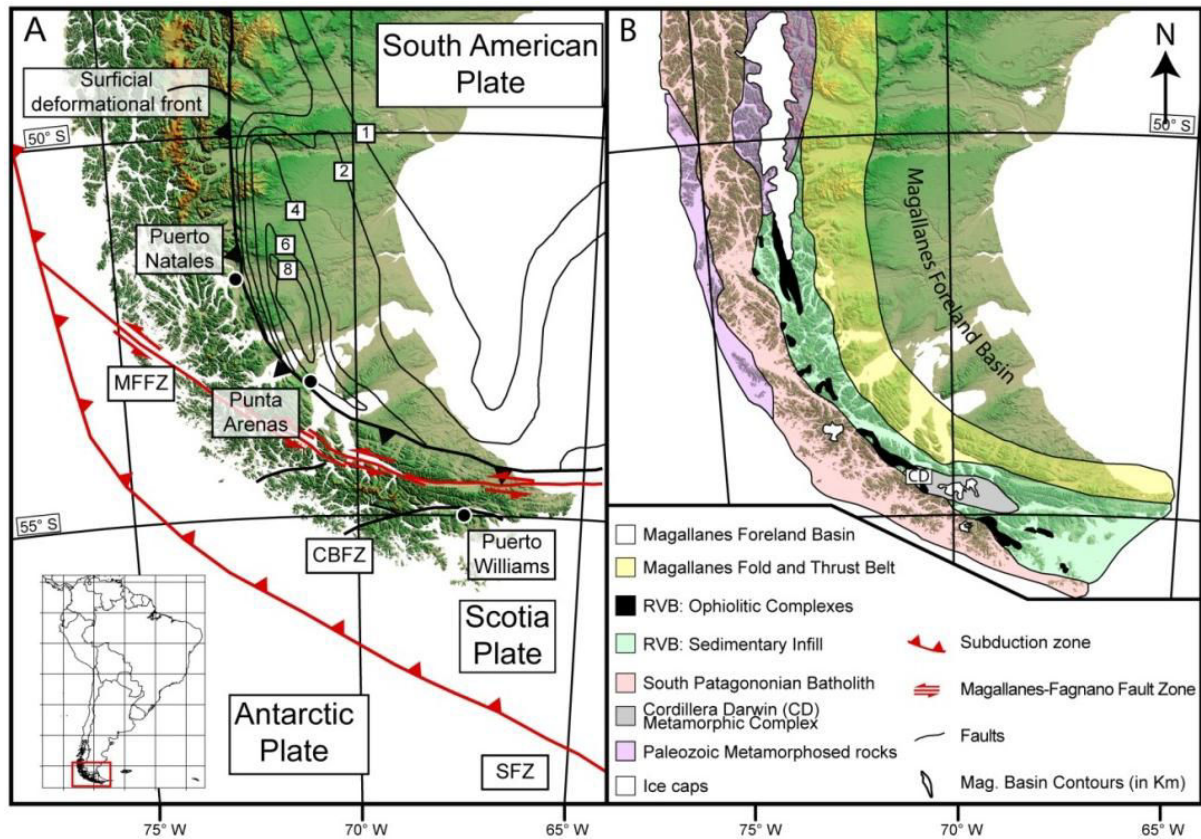 A
South American
Plate
Surficial
deformational front
50° S
1
2
4
6
8
Puerto
Natales
MFFZ
Punta
Arenas
55° S
CBFZ
Puerto
Williams
Scotia
Plate
Antarctic
Plate
SFZ
75° W
70° W
65° W
B
N
50° S
Magallanes Foreland Basin
CD
Magallanes Foreland Basin
Magallanes Fold and Thrust Belt
RVB: Ophiolitic Complexes
RVB: Sedimentary Infill
South Patagononian Batholith
Cordillera Darwin (CD)
Metamorphic Complex
Paleozoic Metamorphosed rocks
Ice caps
Subduction zone
Magallanes-Fagnano Fault Zone
Faults
Mag. Basin Contours (in Km)
75° W
70° W
65° W